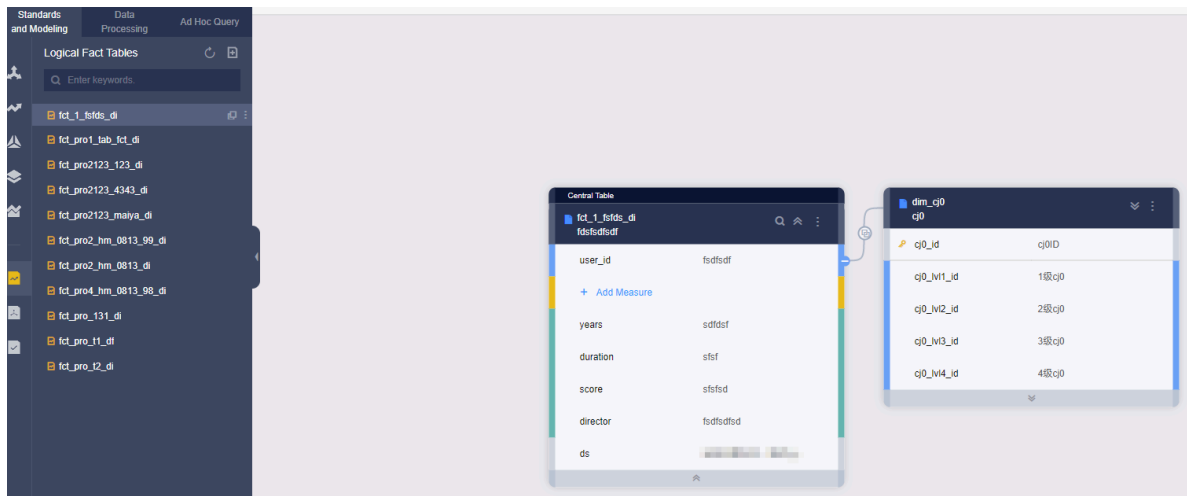 Standards
and Modeling
Data
Processing
Ad Hoc Query
Logical Fact Tables
Enter keywords.
fct_1_fsfds_di
fct_pro1_tab_fct_di
fct_pro2123_123_di
fct_pro2123_4343_di
fct_pro2123_maiya_di
fct_pro2_hm_0813_99_di
fct_pro2_hm_0813_di
fct_pro4_hm_0813_98_di
fct_pro_131_di
fct_pro_t1_df
fct_pro_t2_di
Central Table
fct_1_fsfds_di
fdsfsdfsdf
user_id fsdfsdf
+ Add Measure
years sdfdsf
duration sfsf
score sfsfsd
director fsdfsdfsd
ds
dim_cj0
cj0
cj0_id cj0ID
cj0_lvl1_id 1级cj0
cj0_lvl2_id 2级cj0
cj0_lvl3_id 3级cj0
cj0_lvl4_id 4级cj0